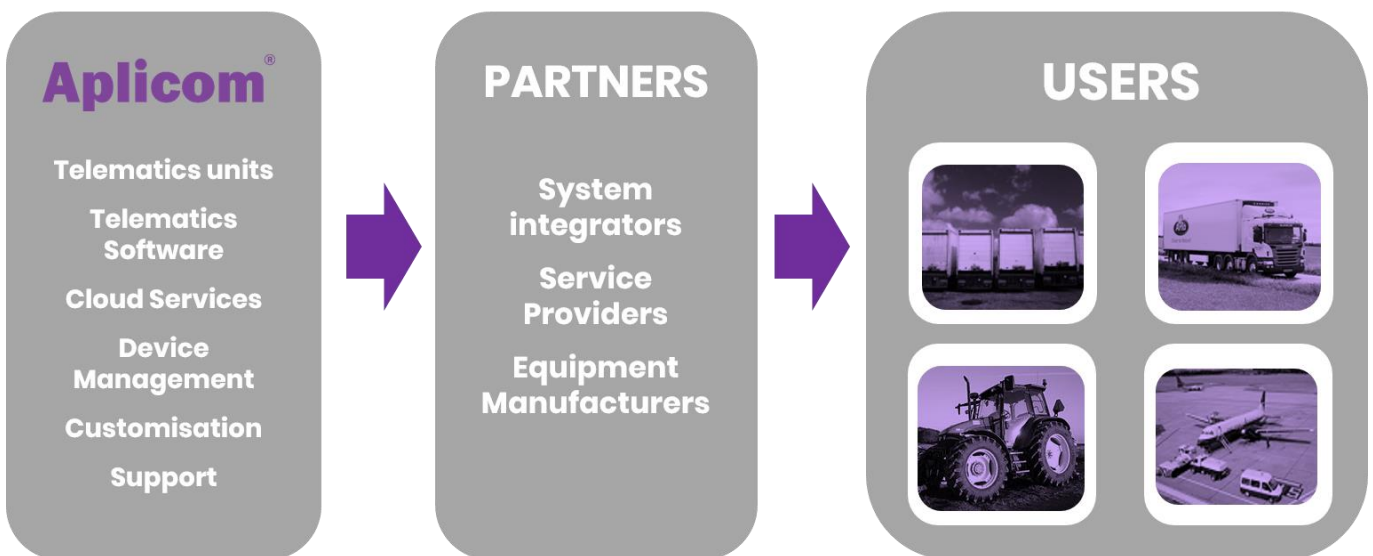 Aplicom®
Telematics units
Telematics
Software
Cloud Services
Device
Management
Customisation
Support
PARTNERS
System
integrators
Service
Providers
Equipment
Manufacturers
USERS